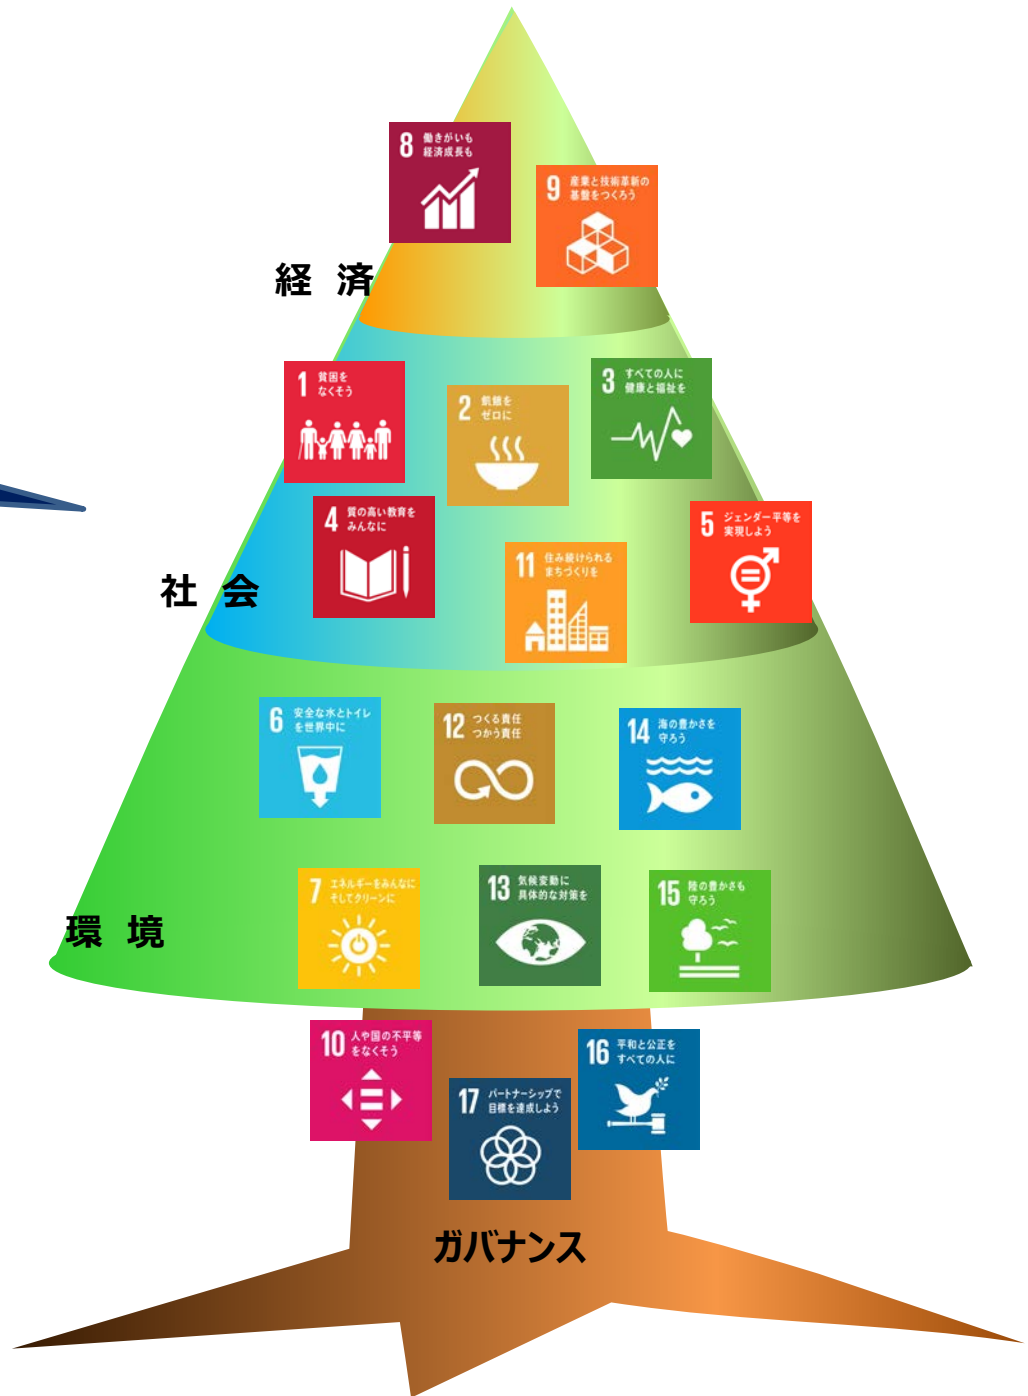 8 働きがいも
経済成長も
9 産業と技術革新の
基盤をつくろう
経 済
1 貧困を
なくそう
2 飢餓を
ゼロに
3 すべての人に
健康と福祉を
4 質の高い教育を
みんなに
11 住み続けられる
まちづくりを
5 ジェンダー平等を
実現しよう
社 会
6 安全な水とトイレ
を世界中に
12 つくる責任
つかう責任
14 海の豊かさを
守ろう
7 エネルギーをみんなに
そしてクリーンに
13 気候変動に
具体的な対策を
15 陸の豊かさも
守ろう
環 境
10 人や国の不平等
をなくそう
17 パートナーシップで
目標を達成しよう
16 平和と公正を
すべての人に
ガバナンス